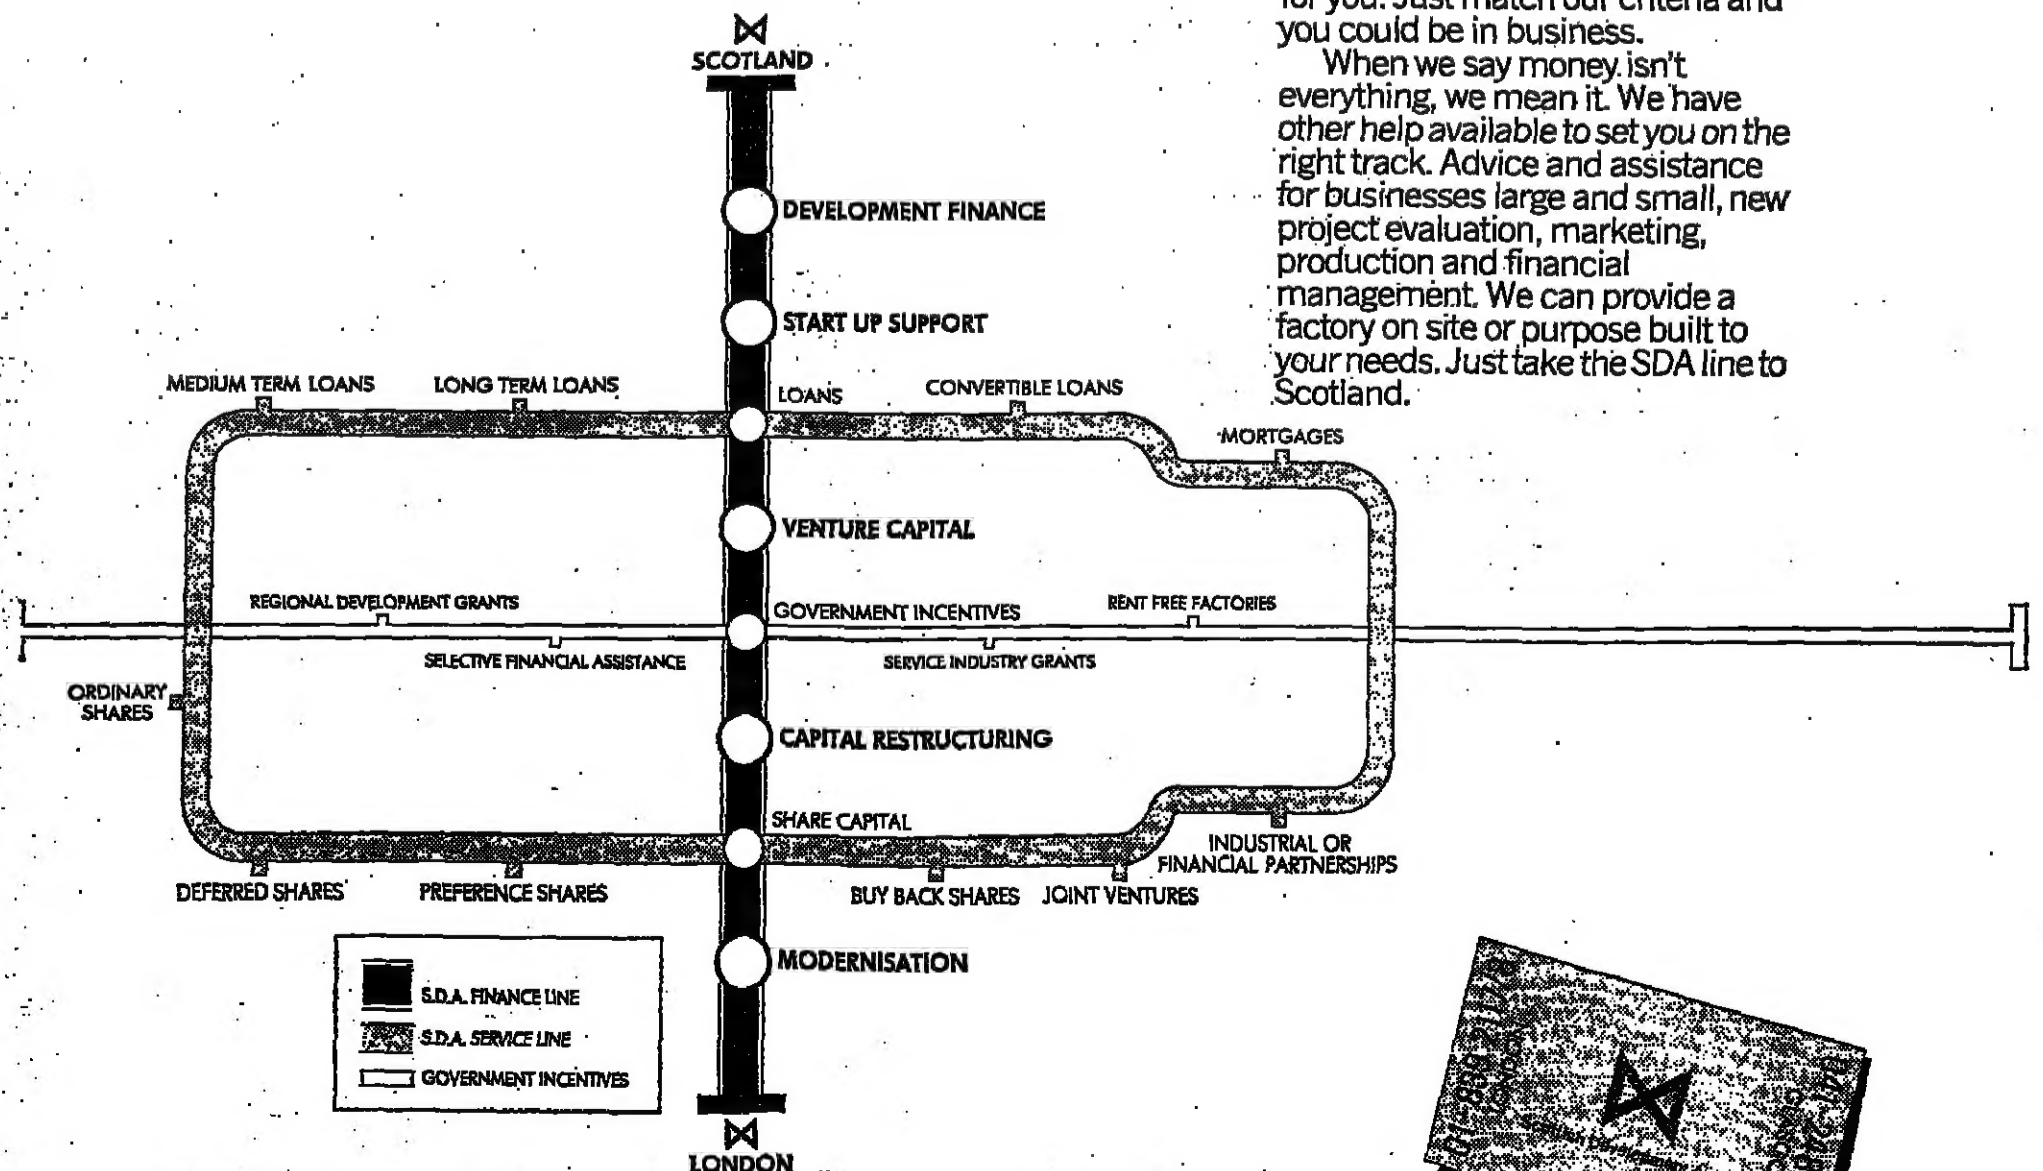 SCOTLAND
for you. Just match our criteria and
you could be in business.
When we say money isn't
everything, we mean it. We have
other help available to set you on the
right track. Advice and assistance
for businesses large and small, new
project evaluation, marketing,
production and financial
management. We can provide a
factory on site or purpose built to
your needs. Just take the SDA line to
Scotland.
DEVELOPMENT FINANCE
START UP SUPPORT
MEDIUM TERM LOANS
LONG TERM LOANS
LOANS
CONVERTIBLE LOANS
MORTGAGES
VENTURE CAPITAL
REGIONAL DEVELOPMENT GRANTS
GOVERNMENT INCENTIVES
RENT FREE FACTORIES
SELECTIVE FINANCIAL ASSISTANCE
SERVICE INDUSTRY GRANTS
ORDINARY
SHARES
CAPITAL RESTRUCTURING
SHARE CAPITAL
INDUSTRIAL OR
FINANCIAL PARTNERSHIPS
DEFERRED SHARES
PREFERENCE SHARES
BUY BACK SHARES
JOINT VENTURES
MODERNISATION
S.D.A. FINANCE LINE
S.D.A. SERVICE LINE
GOVERNMENT INCENTIVES
LONDON
LONDON